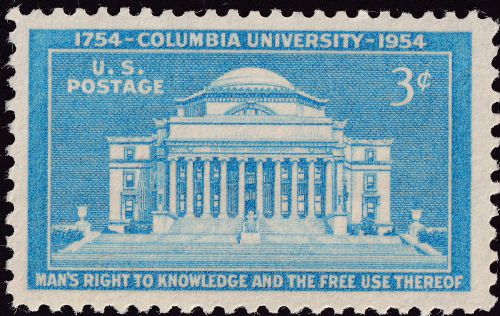 1754-COLUMBIA UNIVERSITY-1954
U. S.
POSTAGE
3¢
MAN'S RIGHT TO KNOWLEDGE AND THE FREE USE THEREOF